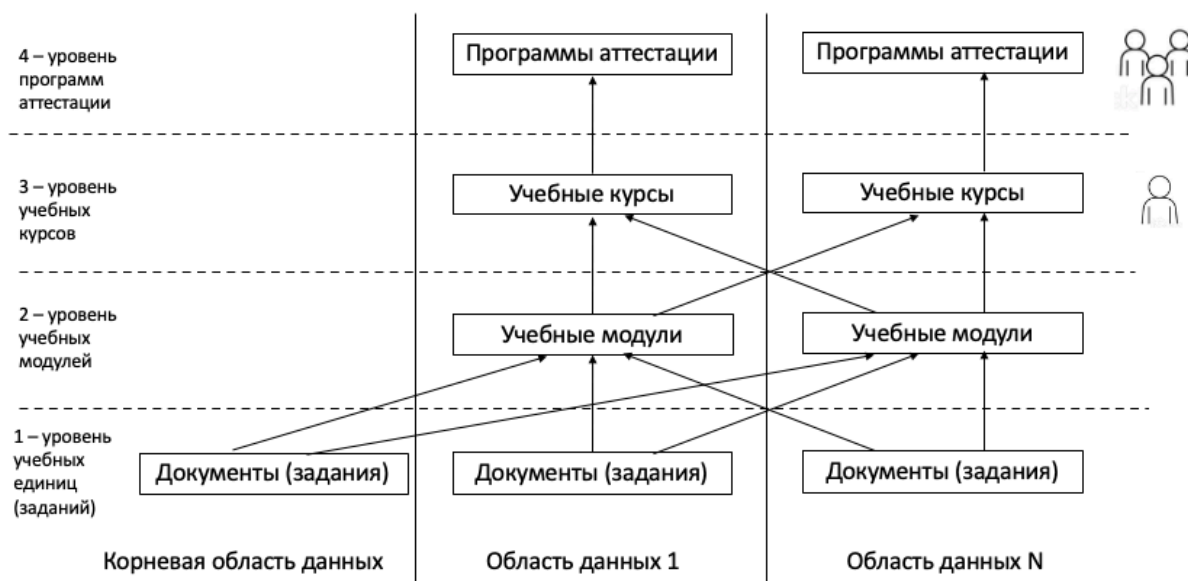 4 – уровень
программ
аттестации
Программы аттестации
Программы аттестации
3 – уровень
учебных
курсов
Учебные курсы
Учебные курсы
2 – уровень
учебных
модулей
Учебные модули
Учебные модули
1 – уровень
учебных
единиц
(заданий)
Документы (задания)
Документы (задания)
Документы (задания)
Корневая область данных
Область данных 1
Область данных N